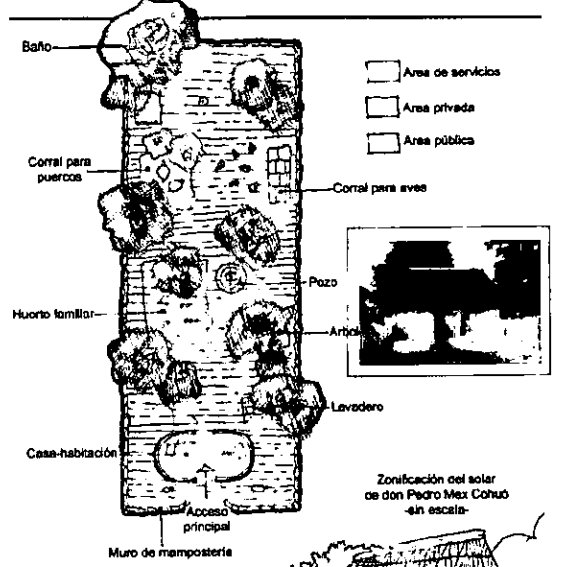 Baño
Area de servicios
Area privada
Area pública
Corral para
puercos
Corral para aves
Pozo
Huerto familiar
Arbol
Lavadero
Casa-habitación
Acceso
principal
Muro de mampostería
Zonificación del solar
de don Pedro Mex Cohuó
-sin escala-